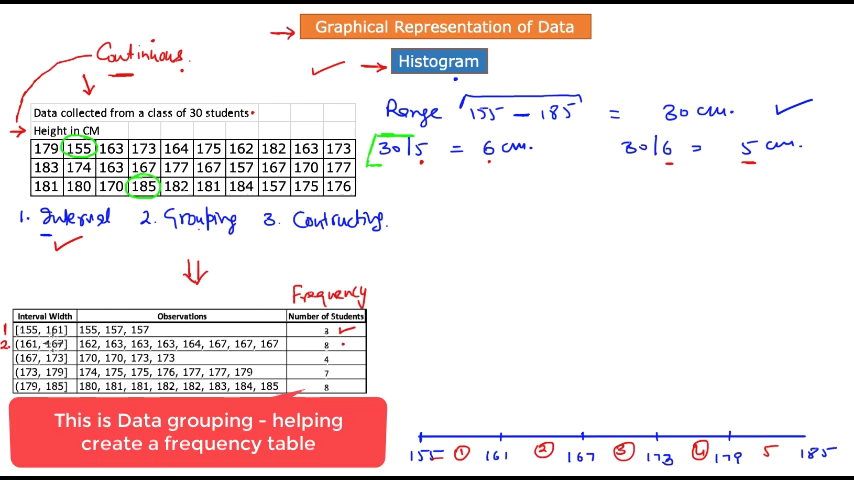 Graphical Representation of Data
Continuous.
Histogram
Data collected from a class of 30 students
Height in CM
179 155 163 173 164 175 162 182 163 173
183 174 163 167 177 167 157 167 170 177
181 180 170 185 182 181 184 157 175 176
Range 155 - 185 = 30 cm.
30/5 = 6 cm. 30/6 = 5 cm.
1. Interval 2. Grouping 3. Contructing.
Frequency
Interval Width Observations Number of Students
1 [155, 161] 155, 157, 157 3
2 (161, 167] 162, 163, 163, 163, 164, 167, 167, 167 8
(167, 173] 170, 170, 173, 173 4
(173, 179] 174, 175, 175, 176, 177, 177, 179 7
(179, 185] 180, 181, 181, 182, 182, 183, 184, 185 8
This is Data grouping - helping
create a frequency table
155 1 161 2 167 3 173 4 179 5 185